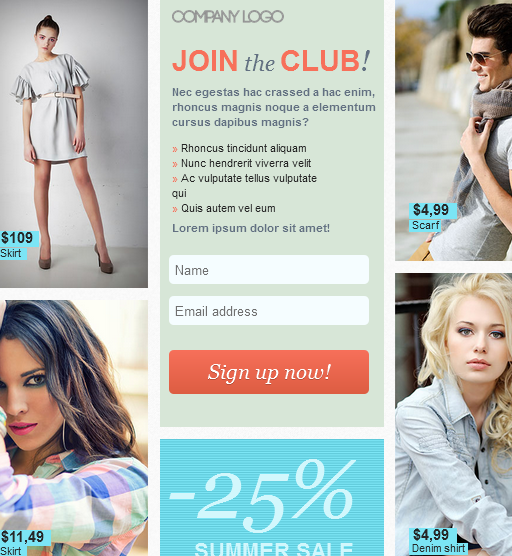 COMPANY LOGO
JOIN the CLUB!
Nec egestas hac crassed a hac enim,
rhoncus magnis noque a elementum
cursus dapibus magnis?
» Rhoncus tincidunt aliquam
» Nunc hendrerit viverra velit
» Ac vulputate tellus vulputate
qui
» Quis autem vel eum
Lorem ipsum dolor sit amet!
Name
Email address
Sign up now!
-25%
SUMMER SALE
$109
Skirt
$11,49
Skirt
$4,99
Scarf
$4,99
Denim shirt